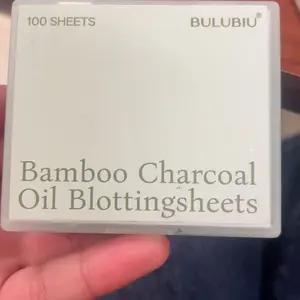 100 SHEETS
BULUBIU®
Bamboo Charcoal
Oil Blottingsheets